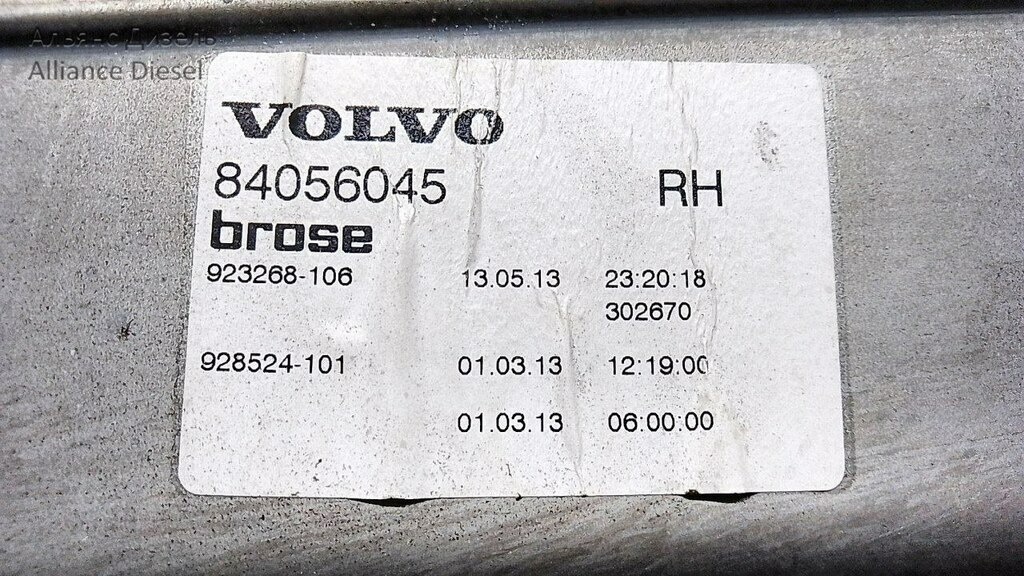 Альянс Дизель
Alliance Diesel
VOLVO
84056045 RH
brose
923268-106 13.05.13 23:20:18
302670
928524-101 01.03.13 12:19:00
01.03.13 06:00:00